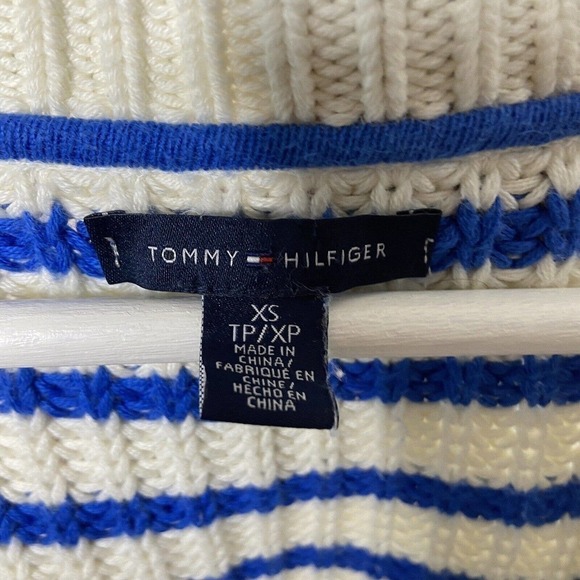 TOMMY HILFIGER
XS
TP/XP
MADE IN
CHINA/
FABRIQUÉ EN
CHINE/
HECHO EN
CHINA